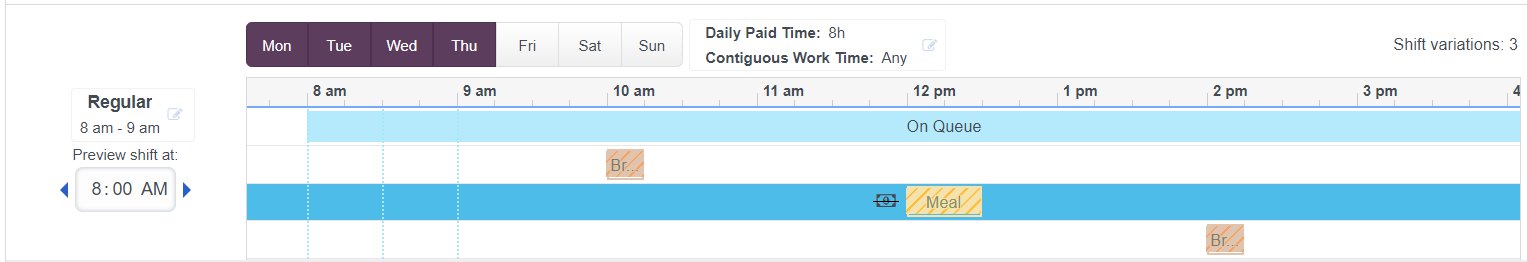 Mon Tue Wed Thu Fri Sat Sun
Daily Paid Time: 8h
Contiguous Work Time: Any
Shift variations: 3
Regular
8 am - 9 am
Preview shift at:
8:00 AM
8 am 9 am 10 am 11 am 12 pm 1 pm 2 pm 3 pm 4
On Queue
Br...
Meal
Br...